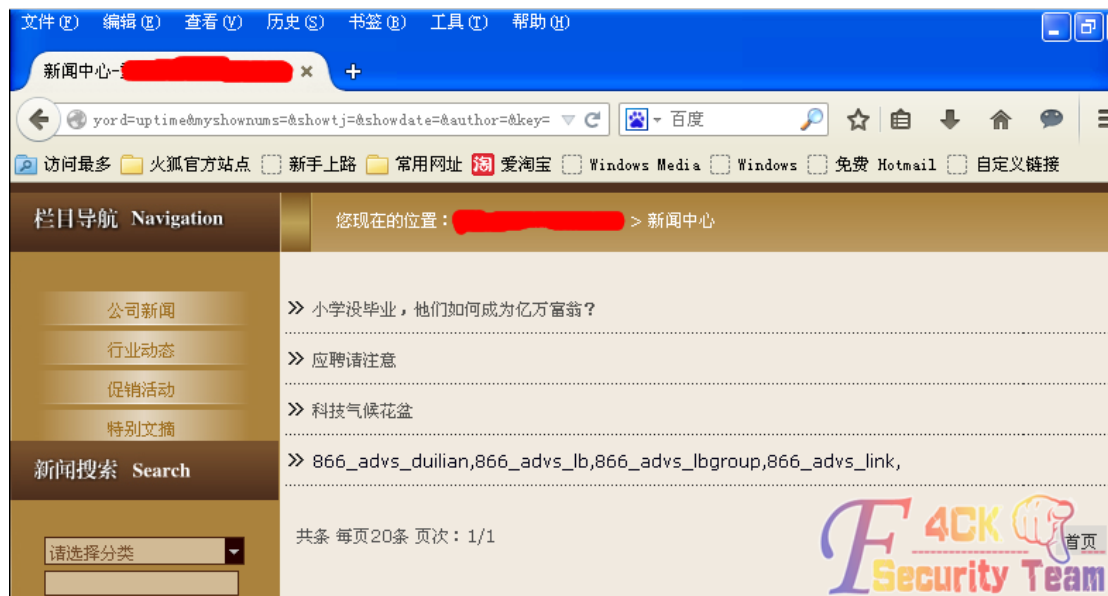 文件(F) 编辑(E) 查看(V) 历史(S) 书签(B) 工具(T) 帮助(H)
新闻中心-
yord=uptime&myshownums=&showtj=&showdate=&author=&key= 百度
访问最多 火狐官方站点 新手上路 常用网址 淘 爱淘宝 Windows Media Windows 免费 Hotmail 自定义链接
栏目导航 Navigation
您现在的位置： > 新闻中心
公司新闻
行业动态
促销活动
特别文摘
新闻搜索 Search
请选择分类
小学没毕业，他们如何成为亿万富翁？
应聘请注意
科技气候花盆
866_advs_duilian,866_advs_lb,866_advs_lbgroup,866_advs_link,
共条 每页20条 页次：1/1
首页
F4CK
Security Team